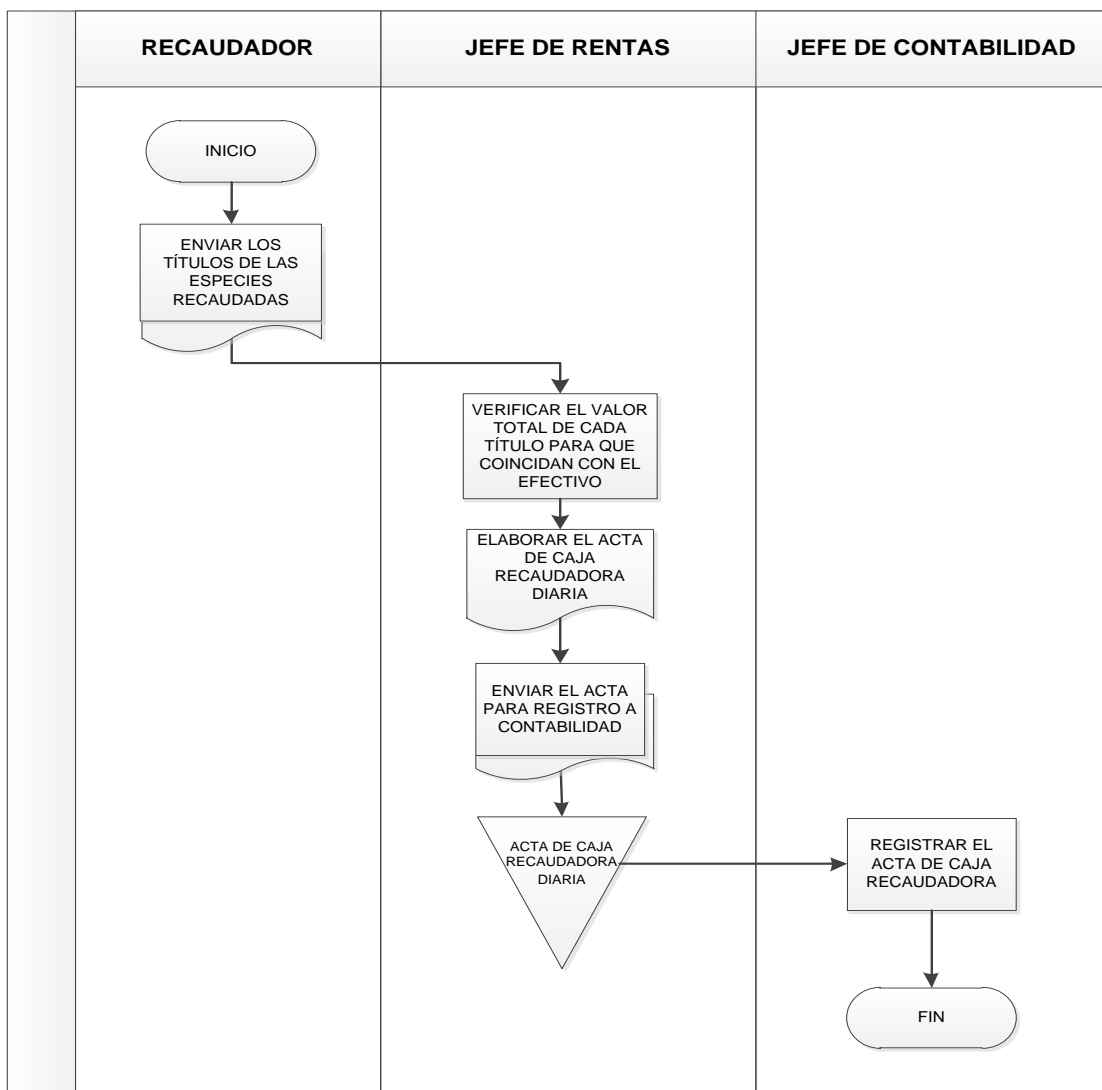 RECAUDADOR
JEFE DE RENTAS
JEFE DE CONTABILIDAD
INICIO
ENVIAR LOS
TÍTULOS DE LAS
ESPECIES
RECAUDADAS
VERIFICAR EL VALOR
TOTAL DE CADA
TÍTULO PARA QUE
COINCIDAN CON EL
EFECTIVO
ELABORAR EL ACTA
DE CAJA
RECAUDADORA
DIARIA
ENVIAR EL ACTA
PARA REGISTRO A
CONTABILIDAD
ACTA DE CAJA
RECAUDADORA
DIARIA
REGISTRAR EL
ACTA DE CAJA
RECAUDADORA
FIN